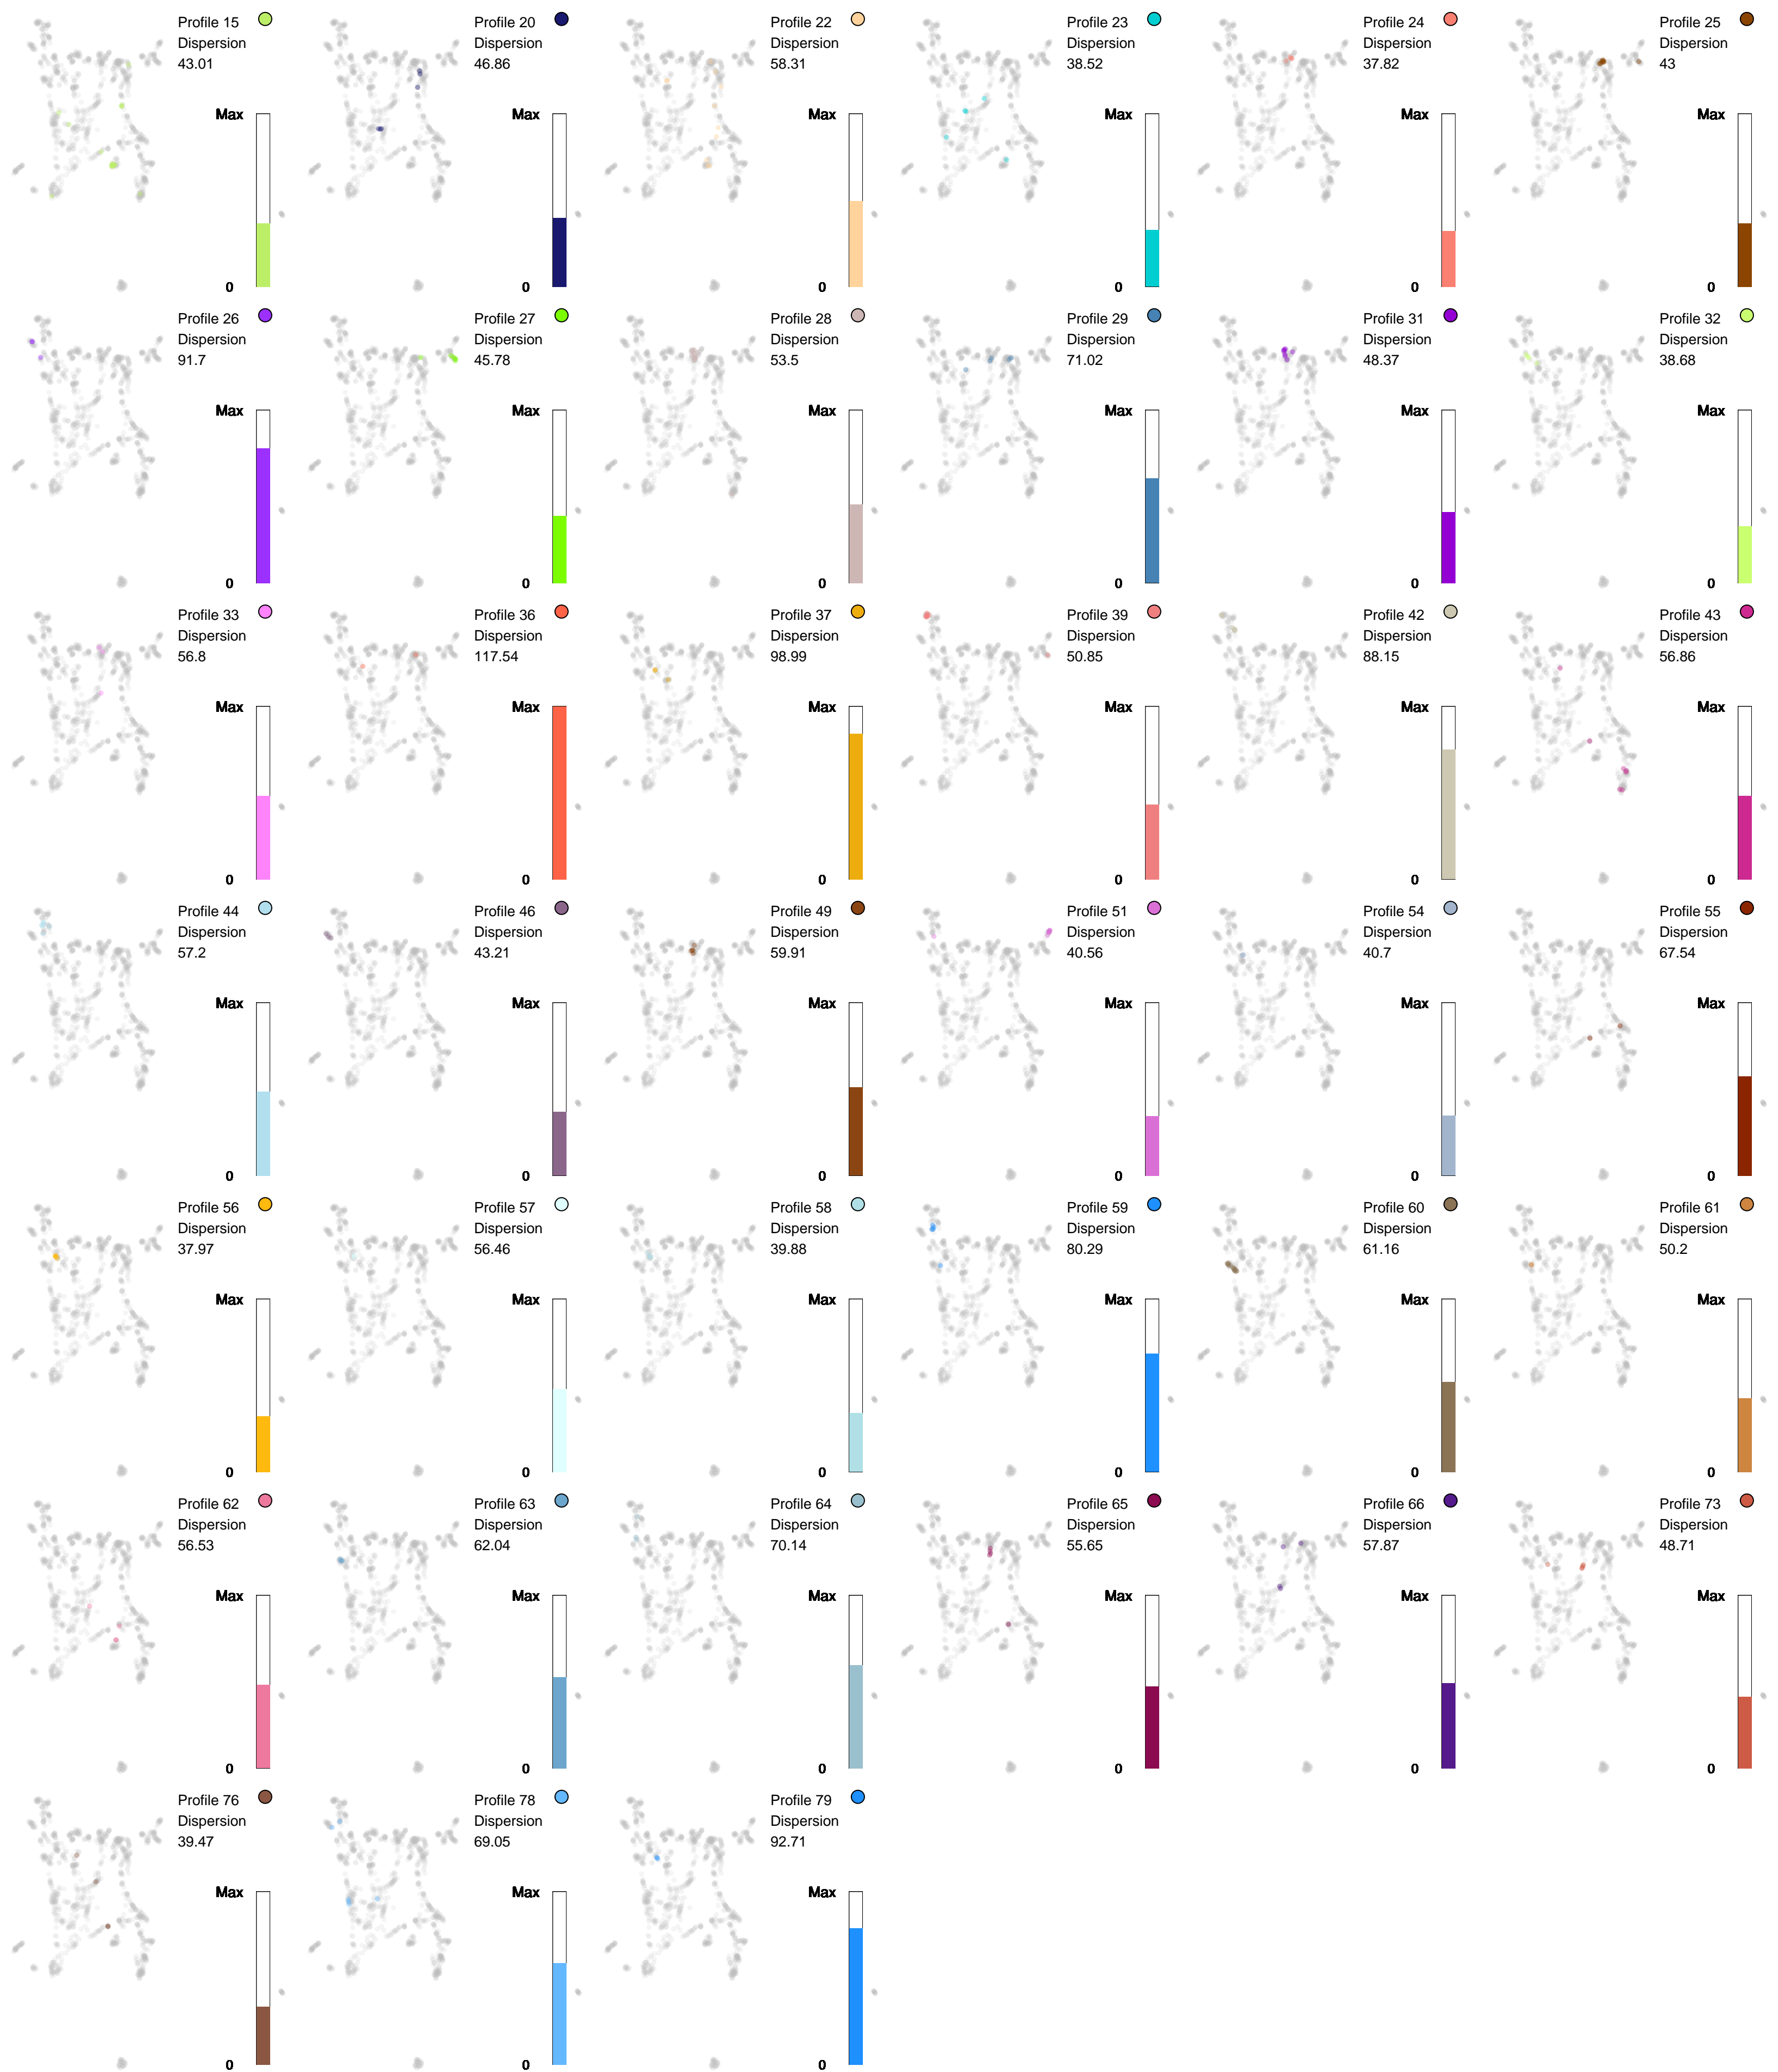 Profile 15
Dispersion
43.01
Max
0
Profile 20
Dispersion
46.86
Max
0
Profile 22
Dispersion
58.31
Max
0
Profile 23
Dispersion
38.52
Max
0
Profile 24
Dispersion
37.82
Max
0
Profile 25
Dispersion
43
Max
0
Profile 26
Dispersion
91.7
Max
0
Profile 27
Dispersion
45.78
Max
0
Profile 28
Dispersion
53.5
Max
0
Profile 29
Dispersion
71.02
Max
0
Profile 31
Dispersion
48.37
Max
0
Profile 32
Dispersion
38.68
Max
0
Profile 33
Dispersion
56.8
Max
0
Profile 36
Dispersion
117.54
Max
0
Profile 37
Dispersion
98.99
Max
0
Profile 39
Dispersion
50.85
Max
0
Profile 42
Dispersion
88.15
Max
0
Profile 43
Dispersion
56.86
Max
0
Profile 44
Dispersion
57.2
Max
0
Profile 46
Dispersion
43.21
Max
0
Profile 49
Dispersion
59.91
Max
0
Profile 51
Dispersion
40.56
Max
0
Profile 54
Dispersion
40.7
Max
0
Profile 55
Dispersion
67.54
Max
0
Profile 56
Dispersion
37.97
Max
0
Profile 57
Dispersion
56.46
Max
0
Profile 58
Dispersion
39.88
Max
0
Profile 59
Dispersion
80.29
Max
0
Profile 60
Dispersion
61.16
Max
0
Profile 61
Dispersion
50.2
Max
0
Profile 62
Dispersion
56.53
Max
0
Profile 63
Dispersion
62.04
Max
0
Profile 64
Dispersion
70.14
Max
0
Profile 65
Dispersion
55.65
Max
0
Profile 66
Dispersion
57.87
Max
0
Profile 73
Dispersion
48.71
Max
0
Profile 76
Dispersion
39.47
Max
0
Profile 78
Dispersion
69.05
Max
0
Profile 79
Dispersion
92.71
Max
0